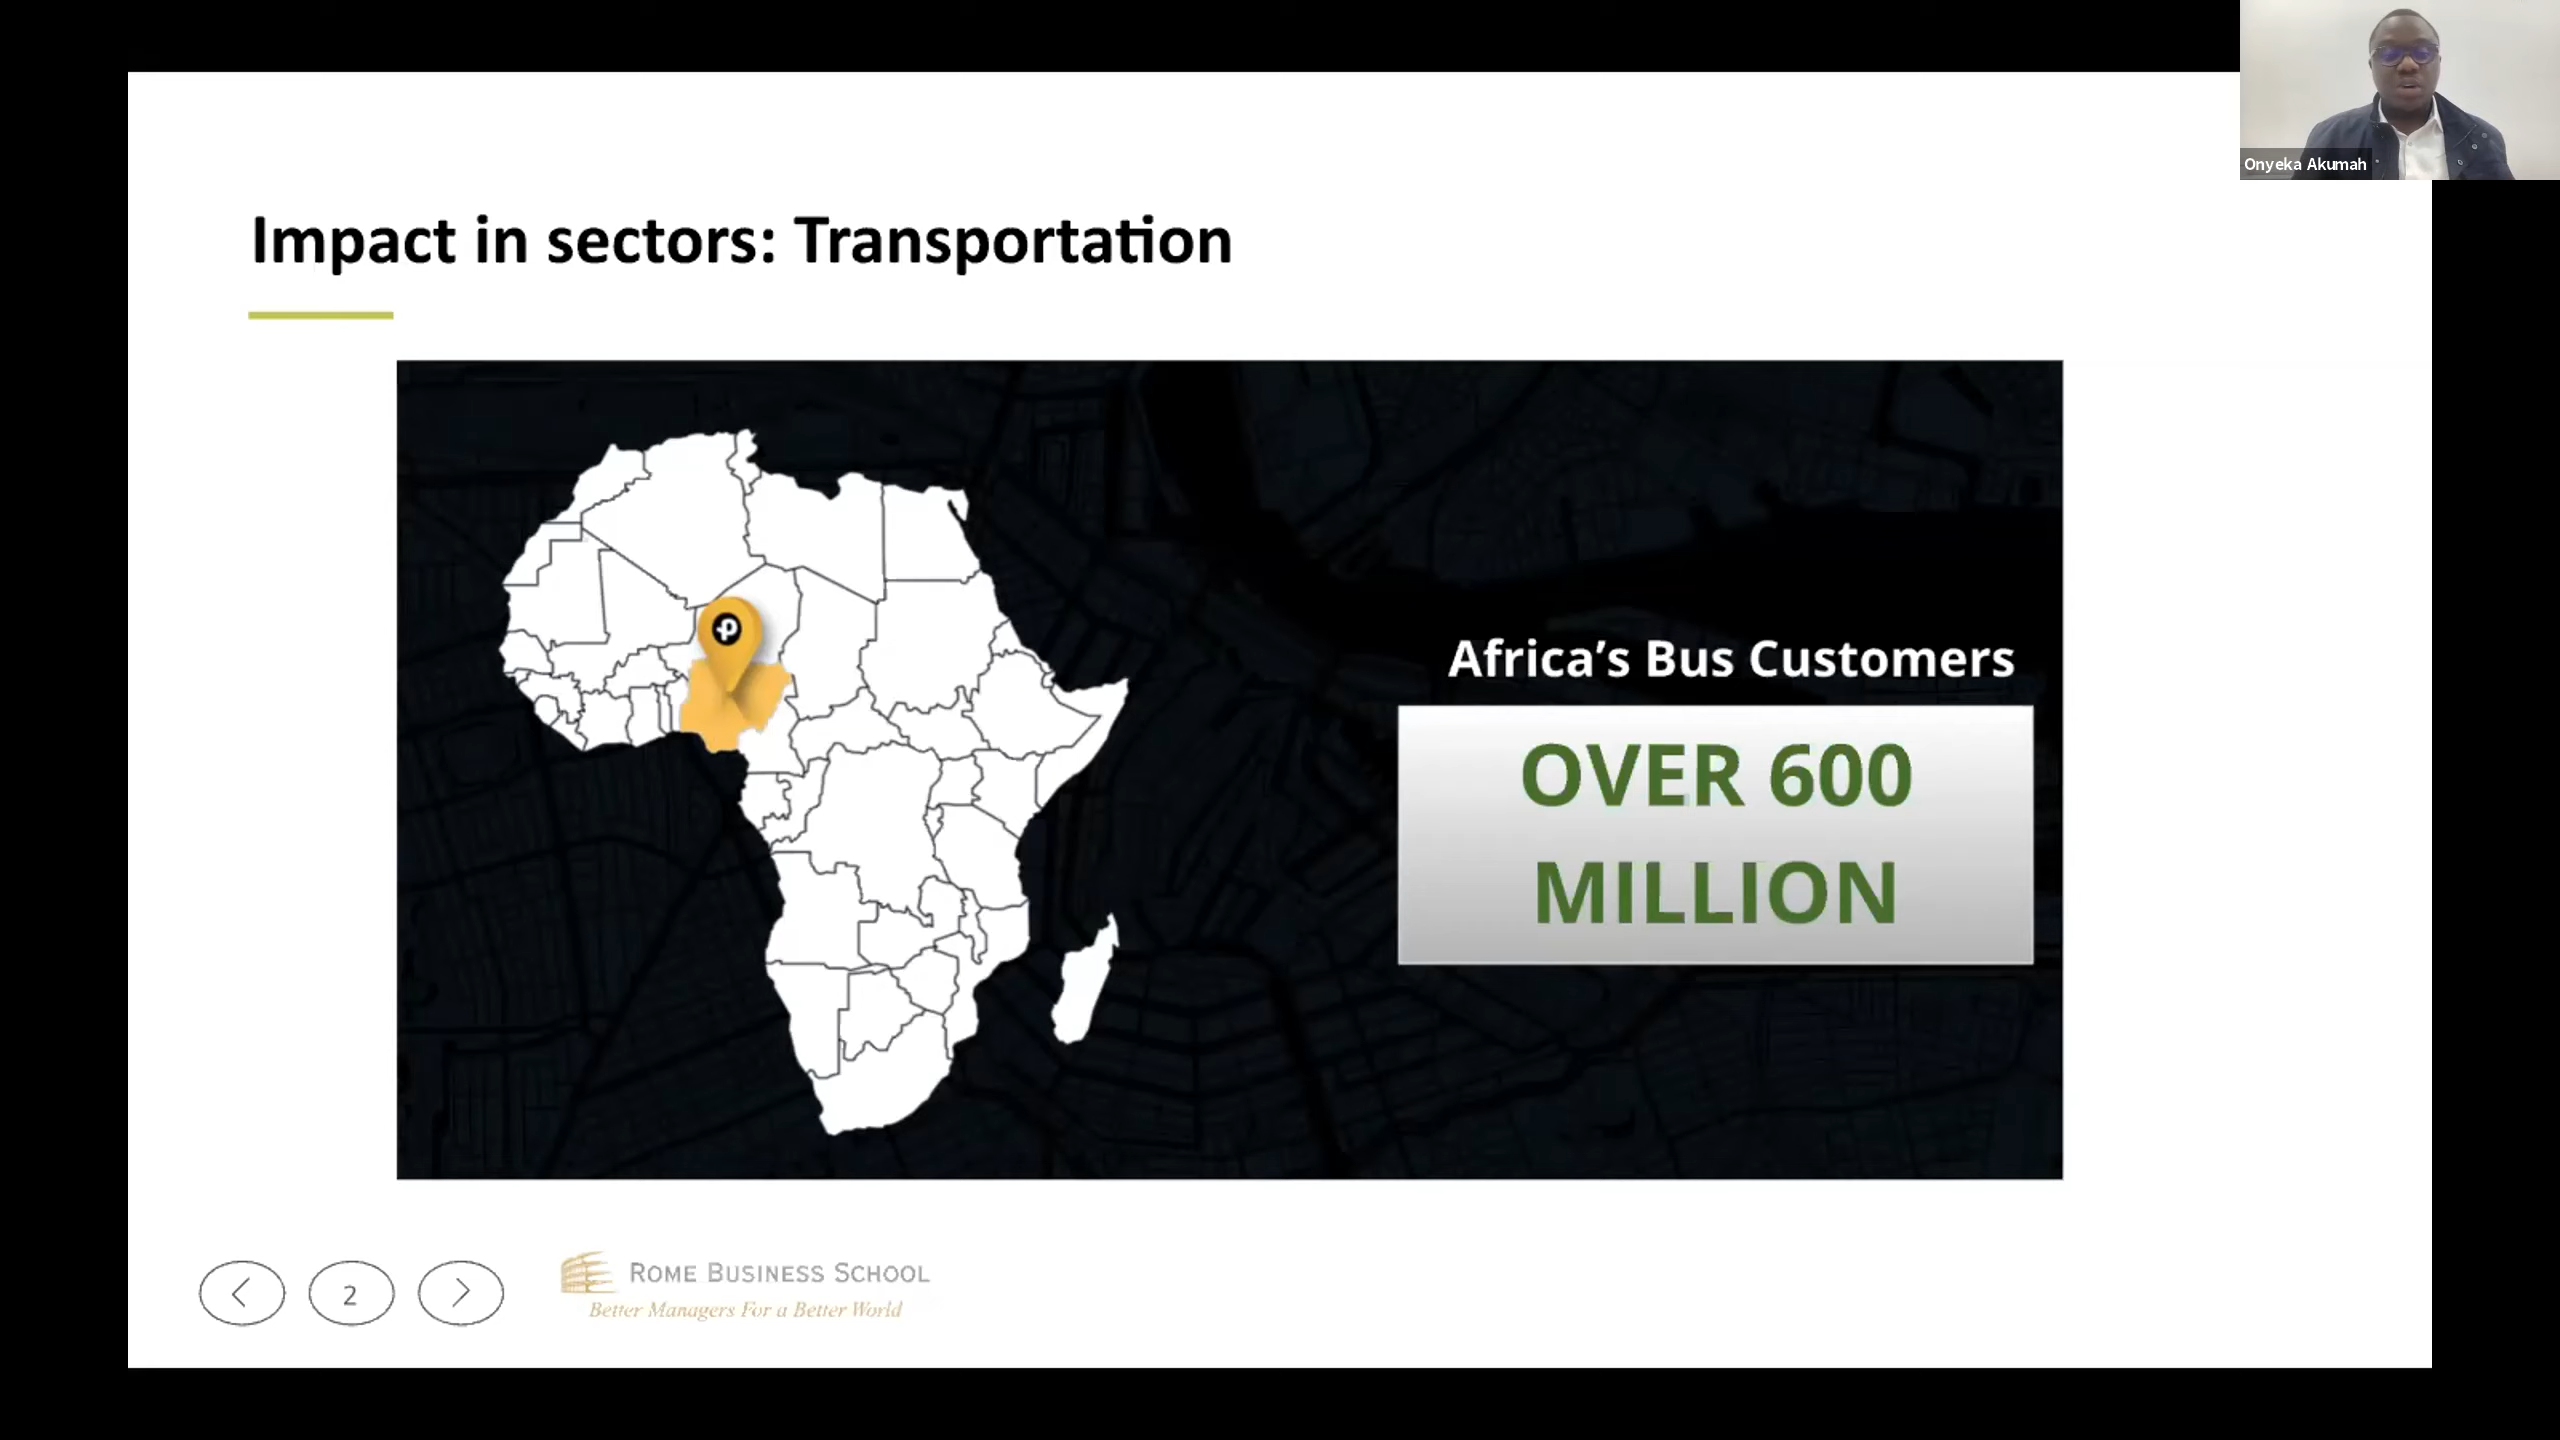 Onyeka Akumah
Impact in sectors: Transportation
Africa’s Bus Customers
OVER 600
MILLION
2
ROME BUSINESS SCHOOL
Better Managers For a Better World